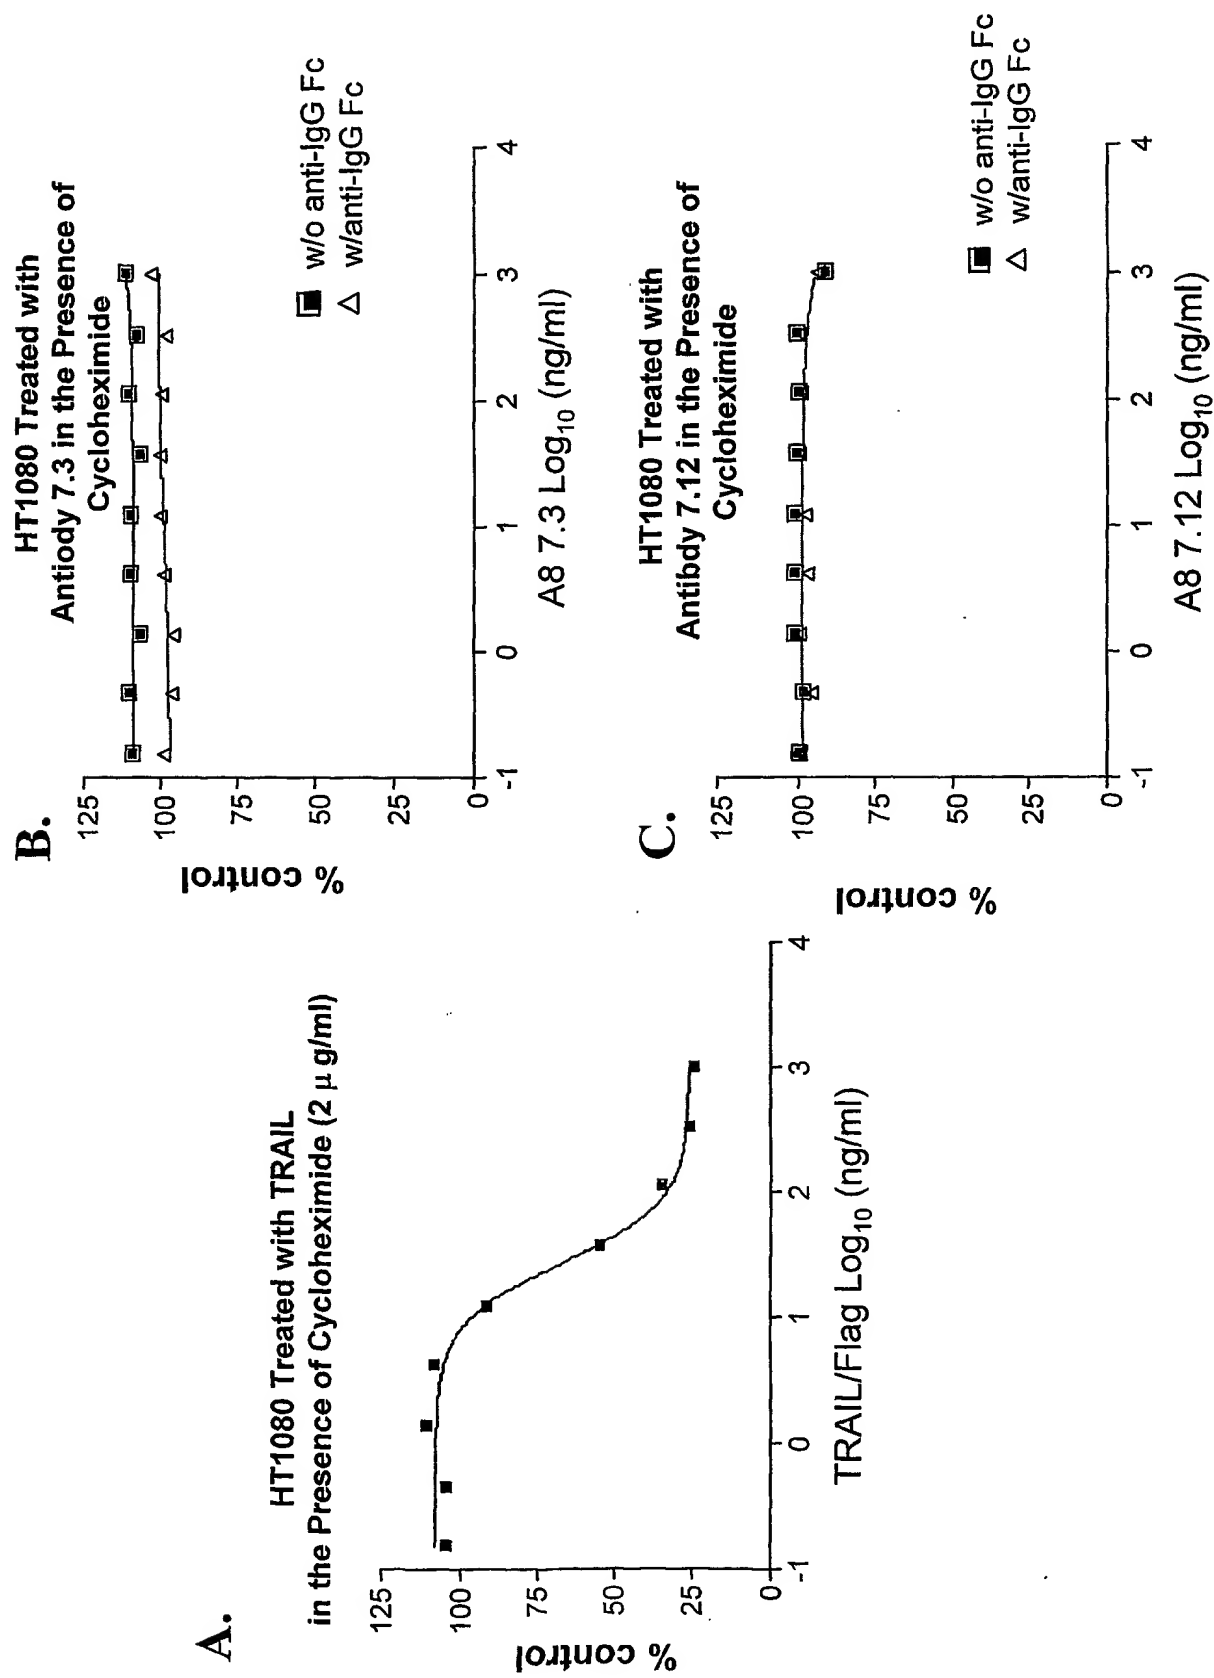 A.
HT1080 Treated with TRAIL
in the Presence of Cycloheximide (2 μ g/ml)
% control
125
100
75
50
25
0
-1
0
1
2
3
4
TRAIL/Flag Log10 (ng/ml)
B.
HT1080 Treated with
Antiody 7.3 in the Presence of
Cycloheximide
% control
125
100
75
50
25
0
-1
0
1
2
3
4
w/o anti-IgG Fc
w/anti-IgG Fc
A8 7.3 Log10 (ng/ml)
C.
HT1080 Treated with
Antibdy 7.12 in the Presence of
Cycloheximide
% control
125
100
75
50
25
0
-1
0
1
2
3
4
w/o anti-IgG Fc
w/anti-IgG Fc
A8 7.12 Log10 (ng/ml)